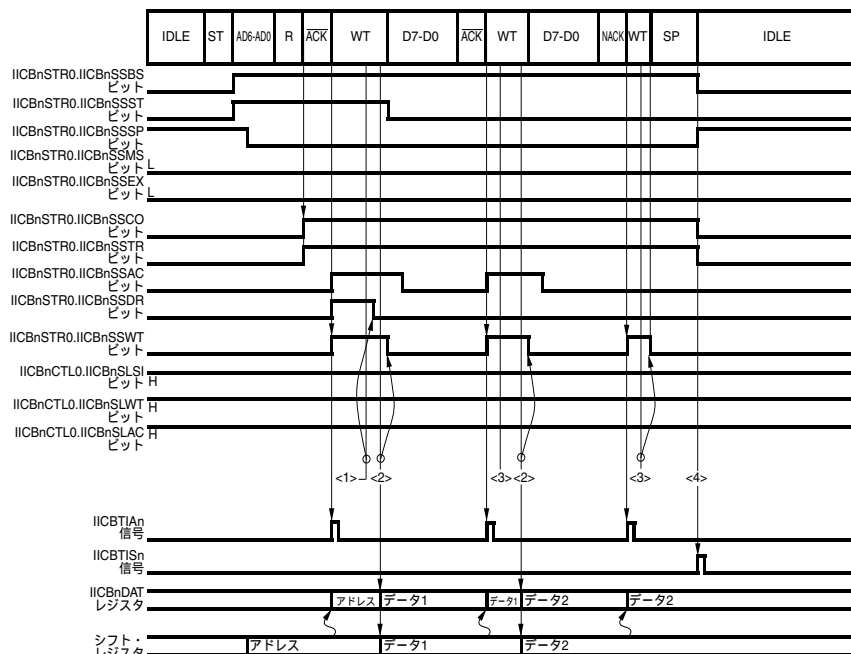 IDLE ST AD6-AD0 R ACK WT D7-D0 ACK WT D7-D0 NACK WT SP IDLE
IICBnSTR0.IICBnSSBS
ビット
IICBnSTR0.IICBnSSST
ビット
IICBnSTR0.IICBnSSSP
ビット
IICBnSTR0.IICBnSSMS
ビット L
IICBnSTR0.IICBnSSEX
ビット L
IICBnSTR0.IICBnSSCO
ビット
IICBnSTR0.IICBnSSTR
ビット
IICBnSTR0.IICBnSSAC
ビット
IICBnSTR0.IICBnSSDR
ビット
IICBnSTR0.IICBnSSWT
ビット
IICBnCTL0.IICBnSLSI
ビット H
IICBnCTL0.IICBnSLWT
ビット H
IICBnCTL0.IICBnSLAC
ビット H
<1> <2> <3> <2> <3> <4>
IICBTIAn
信号
IICBTISn
信号
IICBnDAT
レジスタ
アドレス データ1 データ1 データ2 データ2
シフト・
レジスタ
アドレス データ1 データ2